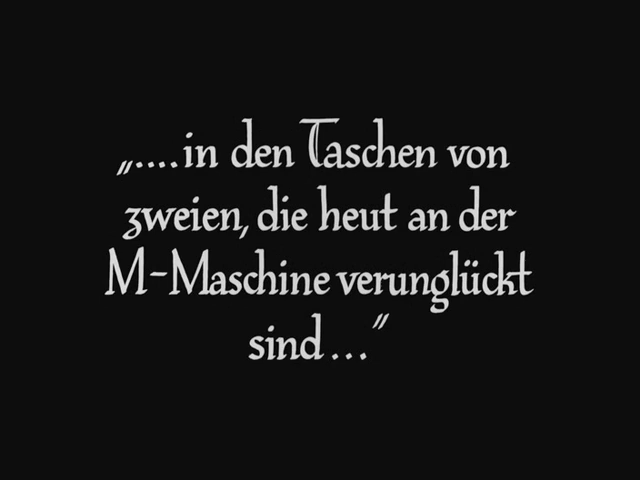 „....in den Taschen von
zweien, die heut an der
M-Maschine verunglückt
sind..."